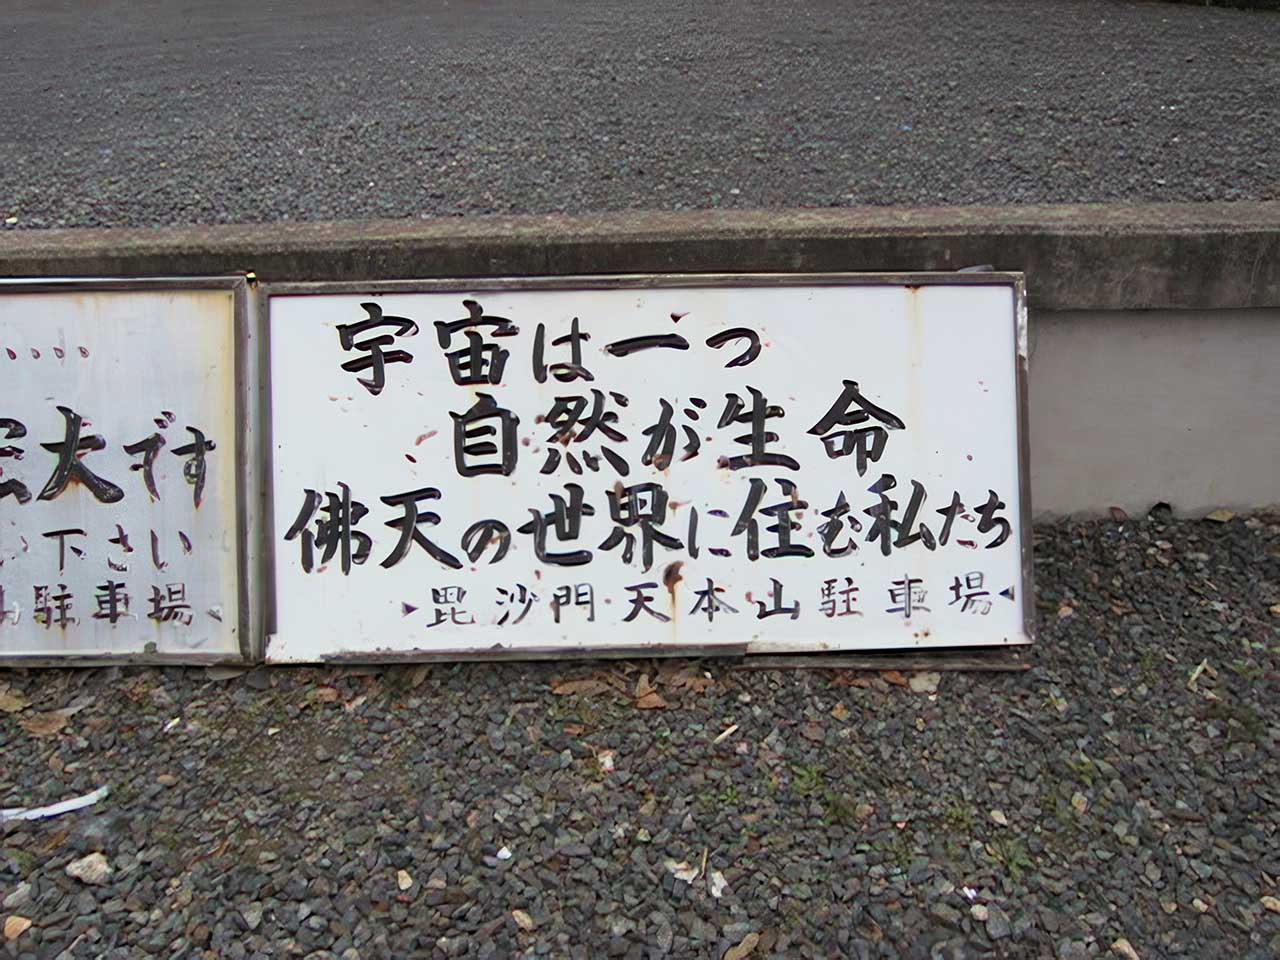 宇宙は一つ
自然が生命
佛天の世界に住む私たち
毘沙門天本山駐車場
‥‥
大です
下さい
駐車場